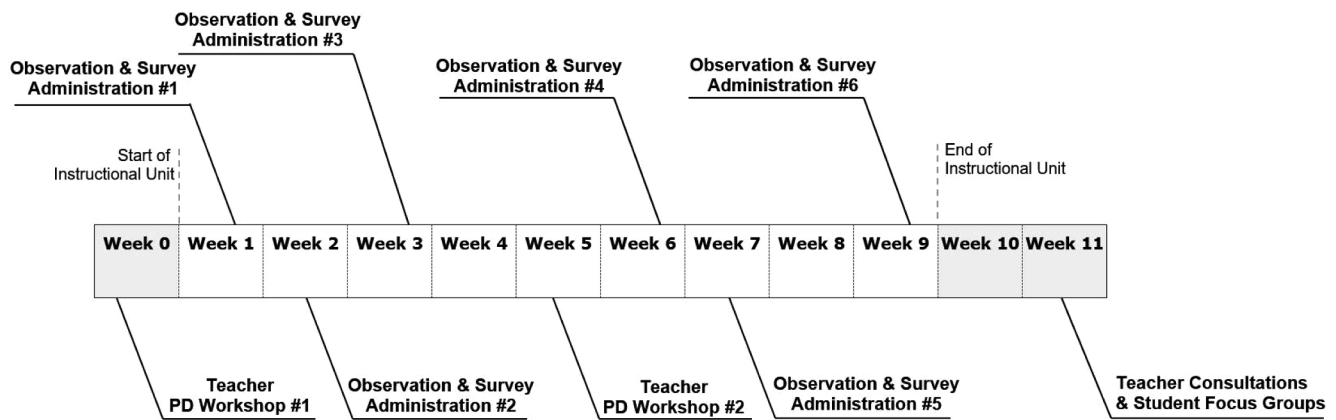 Observation & Survey
Administration #3
Observation & Survey
Administration #1
Observation & Survey
Administration #4
Observation & Survey
Administration #6
Start of
Instructional Unit
End of
Instructional Unit
Week 0 Week 1 Week 2 Week 3 Week 4 Week 5 Week 6 Week 7 Week 8 Week 9 Week 10 Week 11
Teacher
PD Workshop #1
Observation & Survey
Administration #2
Teacher
PD Workshop #2
Observation & Survey
Administration #5
Teacher Consultations
& Student Focus Groups